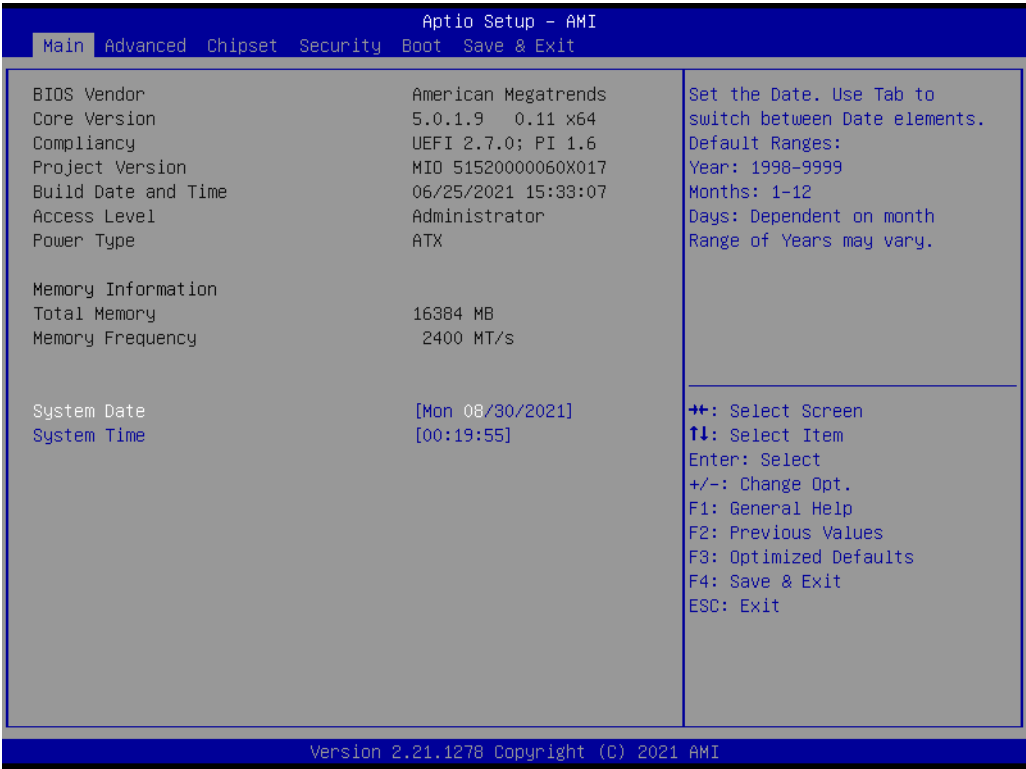 Aptio Setup – AMI
Main Advanced Chipset Security Boot Save & Exit
BIOS Vendor American Megatrends
Core Version 5.0.1.9 0.11 x64
Compliancy UEFI 2.7.0; PI 1.6
Project Version MIO 51520000060X017
Build Date and Time 06/25/2021 15:33:07
Access Level Administrator
Power Type ATX
Memory Information
Total Memory 16384 MB
Memory Frequency 2400 MT/s
System Date [Mon 08/30/2021]
System Time [00:19:55]
Set the Date. Use Tab to
switch between Date elements.
Default Ranges:
Year: 1998-9999
Months: 1-12
Days: Dependent on month
Range of Years may vary.
→←: Select Screen
↑↓: Select Item
Enter: Select
+/-: Change Opt.
F1: General Help
F2: Previous Values
F3: Optimized Defaults
F4: Save & Exit
ESC: Exit
Version 2.21.1278 Copyright (C) 2021 AMI